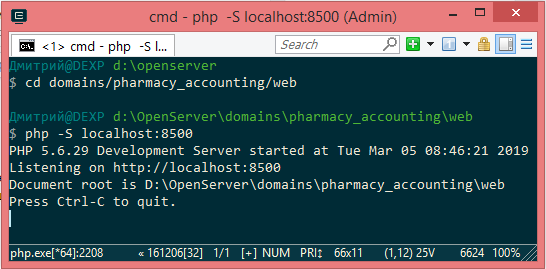 cmd - php  -S localhost:8500 (Admin)
<1> cmd - php  -S l...
Search
Дмитрий@DEXP d:\openserver
$ cd domains/pharmacy_accounting/web
Дмитрий@DEXP d:\OpenServer\domains\pharmacy_accounting\web
$ php -S localhost:8500
PHP 5.6.29 Development Server started at Tue Mar 05 08:46:21 2019
Listening on http://localhost:8500
Document root is D:\OpenServer\domains\pharmacy_accounting\web
Press Ctrl-C to quit.
php.exe[*64]:2208 « 161206[32] 1/1 [+] NUM PRI↕ 66x11 (1,12) 25V 6624 100%